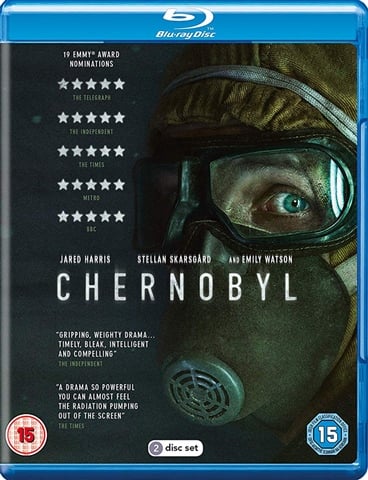 Blu-ray Disc
19 EMMY® AWARD
NOMINATIONS
THE TELEGRAPH
THE INDEPENDENT
THE TIMES
METRO
BBC
JARED HARRIS STELLAN SKARSGÅRD AND EMILY WATSON
CHERNOBYL
"GRIPPING, WEIGHTY DRAMA...
TIMELY, BLEAK, INTELLIGENT
AND COMPELLING"
THE INDEPENDENT
"A DRAMA SO POWERFUL
YOU CAN ALMOST FEEL
THE RADIATION PUMPING
OUT OF THE SCREEN"
THE TIMES
15
2 disc set
15